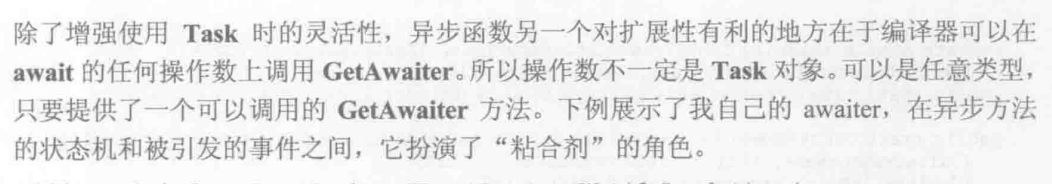 除了增强使用 Task 时的灵活性，异步函数另一个对扩展性有利的地方在于编译器可以在
await 的任何操作数上调用 GetAwaiter。所以操作数不一定是 Task 对象。可以是任意类型，
只要提供了一个可以调用的 GetAwaiter 方法。下例展示了我自己的 awaiter，在异步方法
的状态机和被引发的事件之间，它扮演了“粘合剂”的角色。